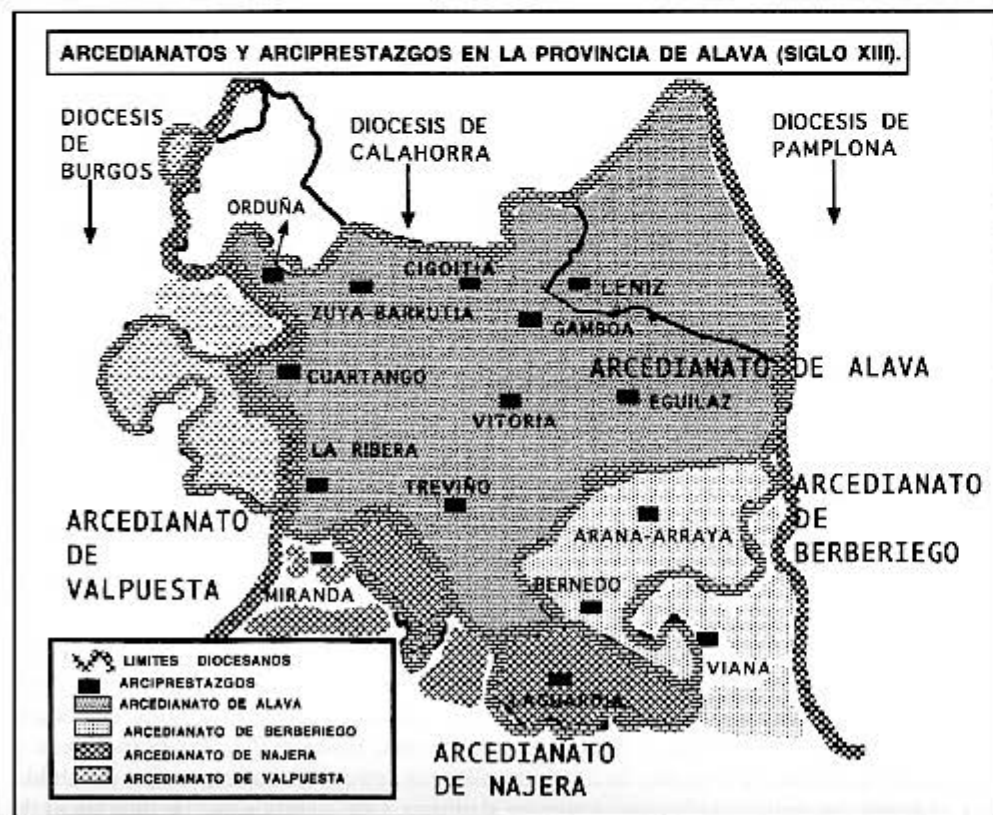 ARCEDIANATOS Y ARCIPRESTAZGOS EN LA PROVINCIA DE ALAVA (SIGLO XIII).
DIOCESIS
DE
BURGOS
DIOCESIS DE
CALAHORRA
DIOCESIS DE
PAMPLONA
ORDUÑA
CIGOITIA
ZUYA-BARRUTIA
LENIZ
GAMBOA
ARCEDIANATO DE ALAVA
CUARTANGO
VITORIA
EGUILAZ
LA RIBERA
TREVIÑO
ARCEDIANATO
DE
BERBERIEGO
ARCEDIANATO
DE
VALPUESTA
ARANA-ARRAYA
MIRANDA
BERNEDO
VIANA
AGUARDIA
ARCEDIANATO
DE NAJERA
LIMITES DIOCESANOS
ARCIPRESTAZGOS
ARCEDIANATO DE ALAVA
ARCEDIANATO DE BERBERIEGO
ARCEDIANATO DE NAJERA
ARCEDIANATO DE VALPUESTA